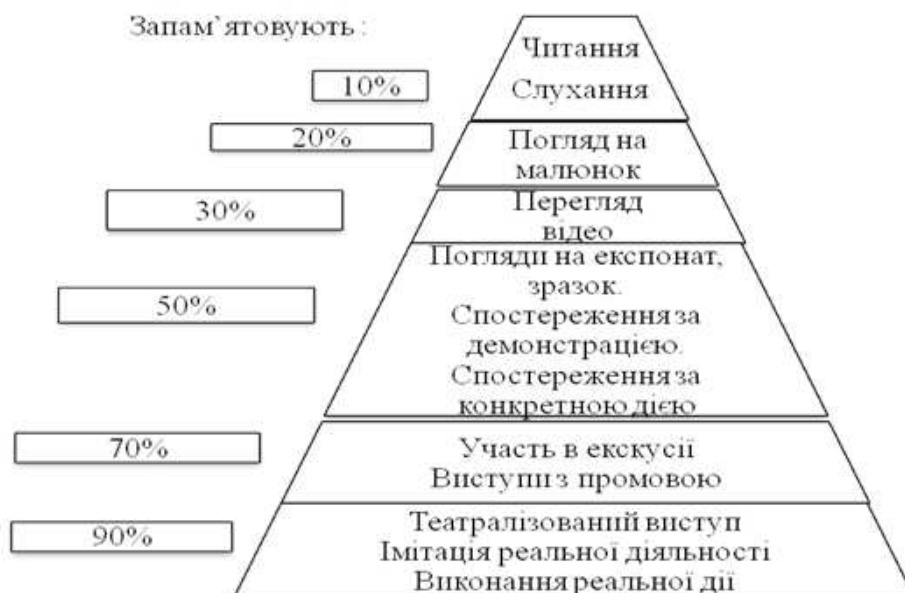 Запам`ятовують :
10%
Читання
Слухання
20%
Погляд на
малюнок
30%
Перегляд
відео
50%
Погляди на експонат,
зразок.
Спостереження за
демонстрацією.
Спостереження за
конкретною дією
70%
Участь в екскусії
Виступи з промовою
90%
Театралізований виступ
Імітація реальної діяльності
Виконання реальної дії